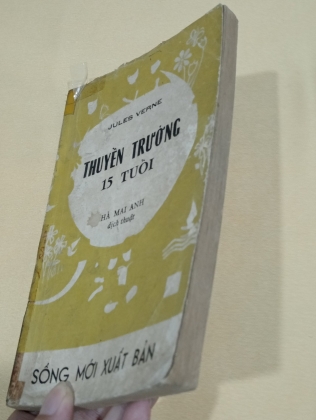 JULES VERNE
THUYỀN TRƯỞNG
15 TUỔI
HÀ MAI ANH
dịch thuật
SỐNG MỚI XUẤT BẢN